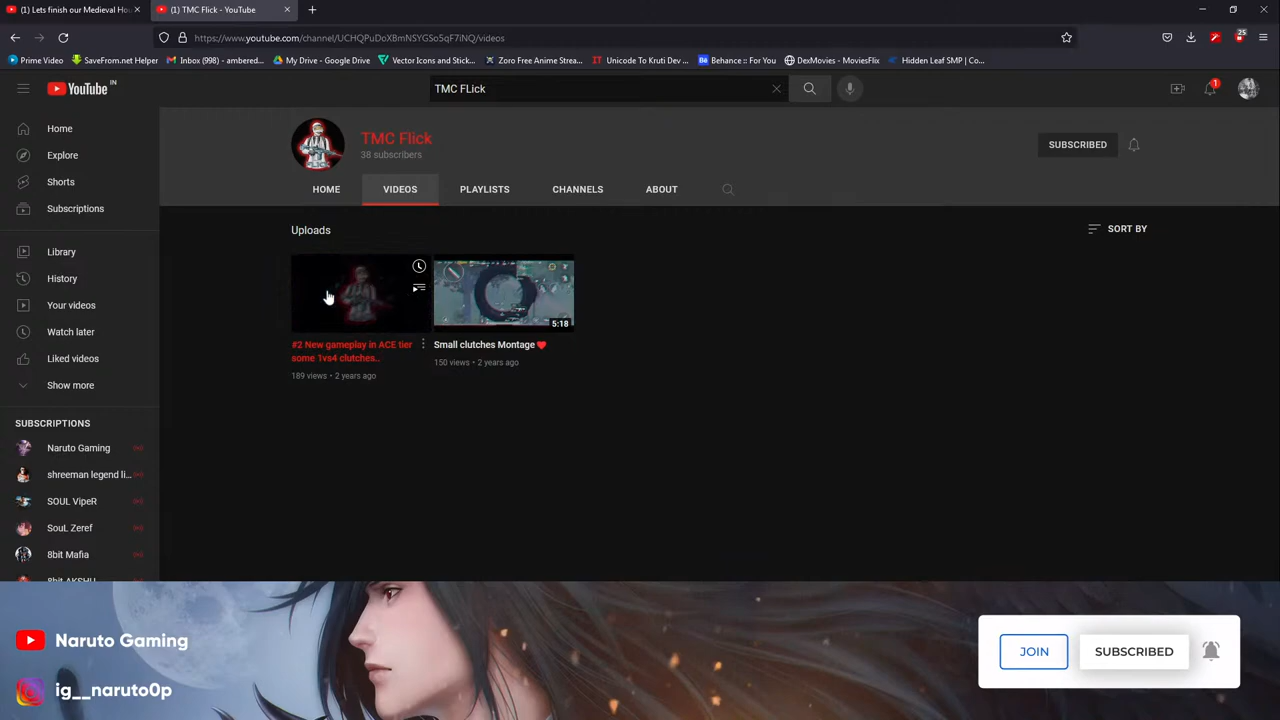 (1) Lets finish our Medieval Ho
(1) TMC Flick - YouTube
https://www.youtube.com/channel/UCHQPuDoXBmNSYGSo5qF7iNQ/videos
Prime Video
SaveFrom.net Helper
Inbox (998) - ambered...
My Drive - Google Drive
Vector Icons and Stick...
Zoro Free Anime Strea...
Unicode To Kruti Dev ...
Behance :: For You
DexMovies - MoviesFlix
Hidden Leaf SMP | Co...
25
YouTube IN
TMC FLick
1
Home
Explore
Shorts
Subscriptions
Library
History
Your videos
Watch later
Liked videos
Show more
SUBSCRIPTIONS
Naruto Gaming
shreeman legend li...
SOUL VipeR
SouL Zeref
8bit Mafia
8bit AKSHU
TMC Flick
38 subscribers
SUBSCRIBED
HOME
VIDEOS
PLAYLISTS
CHANNELS
ABOUT
Uploads
SORT BY
#2 New gameplay in ACE tier
some 1vs4 clutches...
189 views • 2 years ago
5:18
Small clutches Montage ♥
150 views • 2 years ago
Naruto Gaming
ig__naruto0p
JOIN
SUBSCRIBED